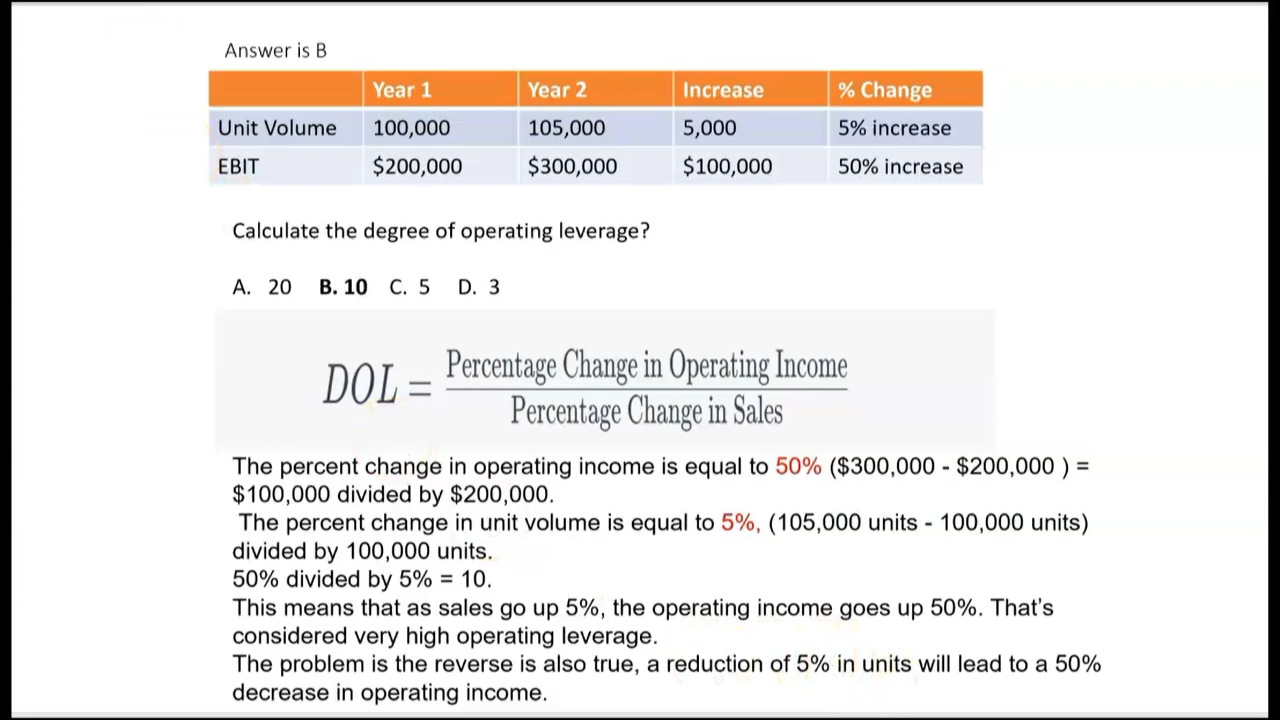 Answer is B
Year 1 Year 2 Increase % Change
Unit Volume 100,000 105,000 5,000 5% increase
EBIT $200,000 $300,000 $100,000 50% increase
Calculate the degree of operating leverage?
A. 20 B. 10 C. 5 D. 3
DOL = Percentage Change in Operating Income
Percentage Change in Sales
The percent change in operating income is equal to 50% ($300,000 - $200,000 ) =
$100,000 divided by $200,000.
The percent change in unit volume is equal to 5%, (105,000 units - 100,000 units)
divided by 100,000 units.
50% divided by 5% = 10.
This means that as sales go up 5%, the operating income goes up 50%. That’s
considered very high operating leverage.
The problem is the reverse is also true, a reduction of 5% in units will lead to a 50%
decrease in operating income.